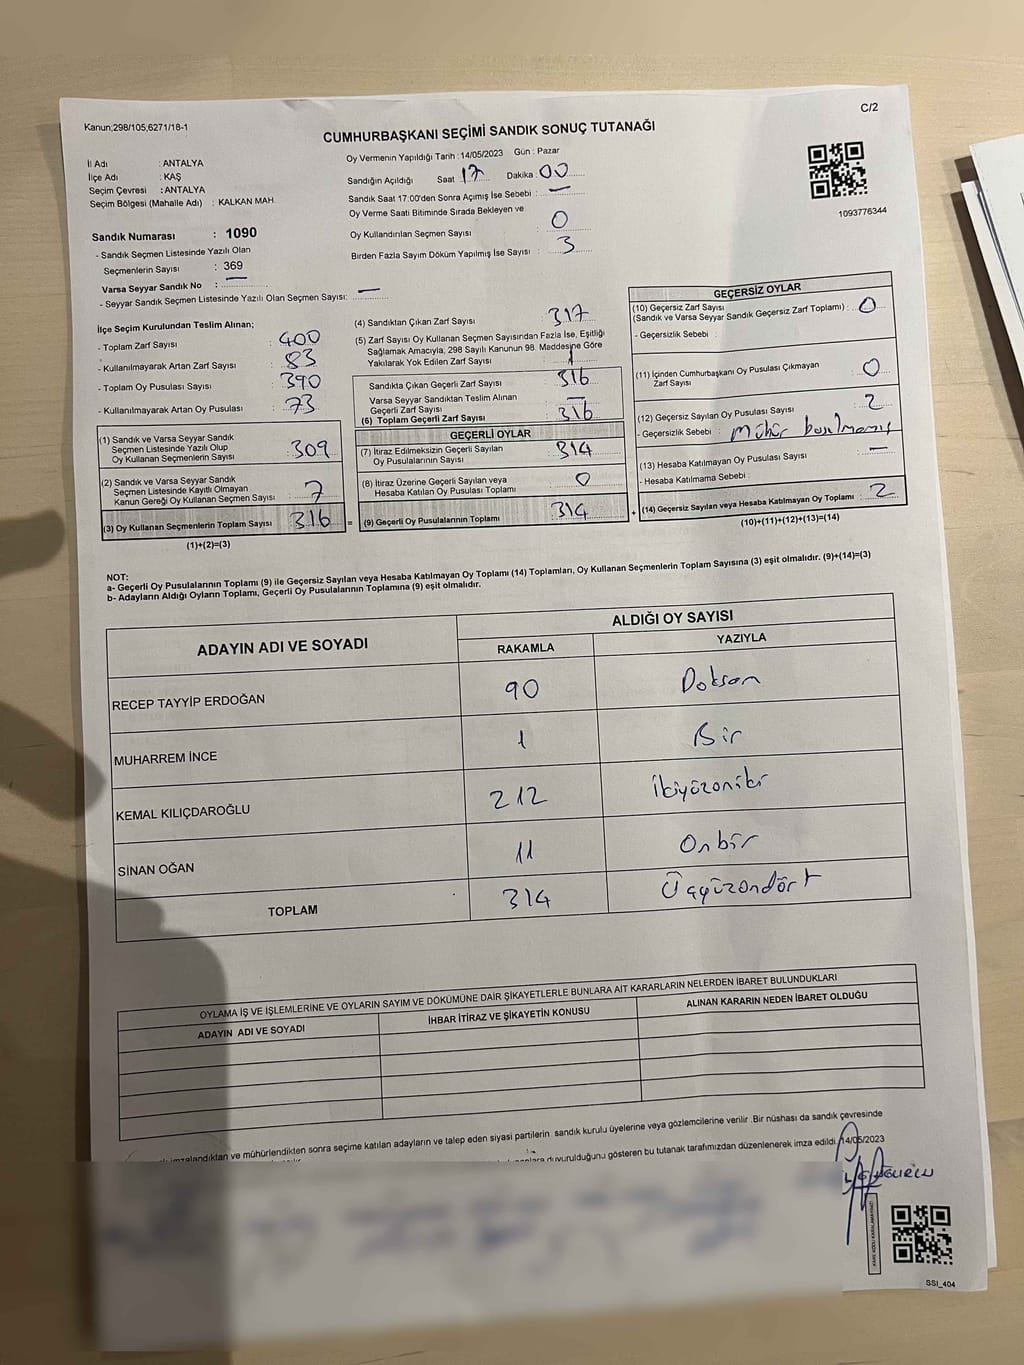 Kanun;298/105;6271/18-1
C/2
CUMHURBAŞKANI SEÇİMİ SANDIK SONUÇ TUTANAĞI
İl Adı : ANTALYA
İlçe Adı : KAŞ
Seçim Çevresi : ANTALYA
Seçim Bölgesi (Mahalle Adı) : KALKAN MAH.
Oy Vermenin Yapıldığı Tarih : 14/05/2023 Gün : Pazar
Sandığın Açıldığı Saat 17 Dakika : 00
Sandık Saat 17:00'den Sonra Açmış İse Sebebi : —
Oy Verme Saati Bitiminde Sırada Bekleyen ve
Oy Kullandırılan Seçmen Sayısı : 0
Birden Fazla Sayım Döküm Yapılmış İse Sayısı : 3
1093776344
Sandık Numarası : 1090
- Sandık Seçmen Listesinde Yazılı Olan
Seçmenlerin Sayısı : 369
Varsa Seyyar Sandık No : —
- Seyyar Sandık Seçmen Listesinde Yazılı Olan Seçmen Sayısı: —
İlçe Seçim Kurulundan Teslim Alınan;
- Toplam Zarf Sayısı : 400
- Kullanılmayarak Artan Zarf Sayısı : 83
- Toplam Oy Pusulası Sayısı : 390
- Kullanılmayarak Artan Oy Pusulası : 73
(1) Sandık ve Varsa Seyyar Sandık
Seçmen Listesinde Yazılı Olup
Oy Kullanan Seçmenlerin Sayısı : 309
(2) Sandık ve Varsa Seyyar Sandık
Seçmen Listesinde Kayıtlı Olmayan
Kanun Gereği Oy Kullanan Seçmen Sayısı : 7
(3) Oy Kullanan Seçmenlerin Toplam Sayısı 316 =
(1)+(2)=(3)
(4) Sandıktan Çıkan Zarf Sayısı 317
(5) Zarf Sayısı Oy Kullanan Seçmen Sayısından Fazla İse, Eşitliği
Sağlamak Amacıyla; 298 Sayılı Kanunun 98. Maddesine Göre
Yakılarak Yok Edilen Zarf Sayısı 1
Sandıkta Çıkan Geçerli Zarf Sayısı 316
Varsa Seyyar Sandıktan Teslim Alınan
Geçerli Zarf Sayısı —
(6) Toplam Geçerli Zarf Sayısı 316
GEÇERLİ OYLAR
(7) İtiraz Edilmeksizin Geçerli Sayılan
Oy Pusulalarının Sayısı : 314
(8) İtiraz Üzerine Geçerli Sayılan veya
Hesaba Katılan Oy Pusulası Toplamı : 0
(9) Geçerli Oy Pusulalarının Toplamı 314 +
GEÇERSİZ OYLAR
(10) Geçersiz Zarf Sayısı
(Sandık ve Varsa Seyyar Sandık Geçersiz Zarf Toplamı) : 0
- Geçersizlik Sebebi :
(11) İçinden Cumhurbaşkanı Oy Pusulası Çıkmayan
Zarf Sayısı 0
(12) Geçersiz Sayılan Oy Pusulası Sayısı 2
- Geçersizlik Sebebi : Mühür basılmamış
(13) Hesaba Katılmayan Oy Pusulası Sayısı —
- Hesaba Katılmama Sebebi :
(14) Geçersiz Sayılan veya Hesaba Katılmayan Oy Toplamı : 2
(10)+(11)+(12)+(13)=(14)
NOT:
a- Geçerli Oy Pusulalarının Toplamı (9) ile Geçersiz Sayılan veya Hesaba Katılmayan Oy Toplamı (14) Toplamları, Oy Kullanan Seçmenlerin Toplam Sayısına (3) eşit olmalıdır. (9)+(14)=(3)
b- Adayların Aldığı Oyların Toplamı, Geçerli Oy Pusulalarının Toplamına (9) eşit olmalıdır.
ADAYIN ADI VE SOYADI
ALDIĞI OY SAYISI
RAKAMLA YAZIYLA
RECEP TAYYİP ERDOĞAN 90 Doksan
MUHARREM İNCE 1 Bir
KEMAL KILIÇDAROĞLU 212 İkiyüzoniki
SİNAN OĞAN 11 Onbir
TOPLAM 314 Üçyüzondört
OYLAMA İŞ VE İŞLEMLERİNE VE OYLARIN SAYIM VE DÖKÜMÜNE DAİR ŞİKAYETLERLE BUNLARA AİT KARARLARIN NELERDEN İBARET BULUNDUKLARI
ADAYIN ADI VE SOYADI İHBAR İTİRAZ VE ŞİKAYETİN KONUSU ALINAN KARARIN NEDEN İBARET OLDUĞU
imzalandıktan ve mühürlendikten sonra seçime katılan adayların ve talep eden siyasi partilerin sandık kurulu üyelerine veya gözlemcilerine verilir. Bir nüshası da sandık çevresinde
duyurulduğunu gösteren bu tutanak tarafımızdan düzenlenerek imza edildi. 14/05/2023
SSI_404